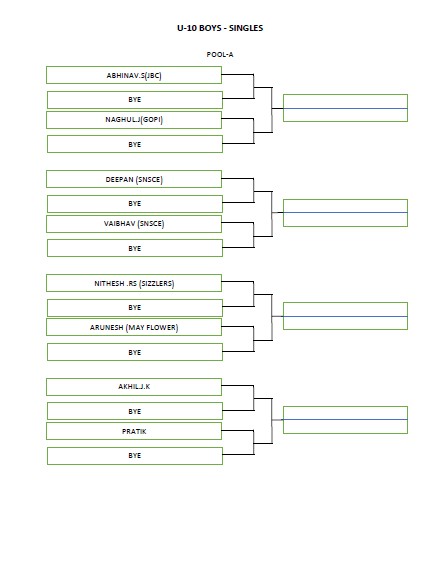 U-10 BOYS - SINGLES
POOL-A
ABHINAV.S(JBC)
BYE
NAGHUL.J(GOPI)
BYE
DEEPAN (SNSCE)
BYE
VAIBHAV (SNSCE)
BYE
NITHESH .RS (SIZZLERS)
BYE
ARUNESH (MAY FLOWER)
BYE
AKHIL.J.K
BYE
PRATIK
BYE